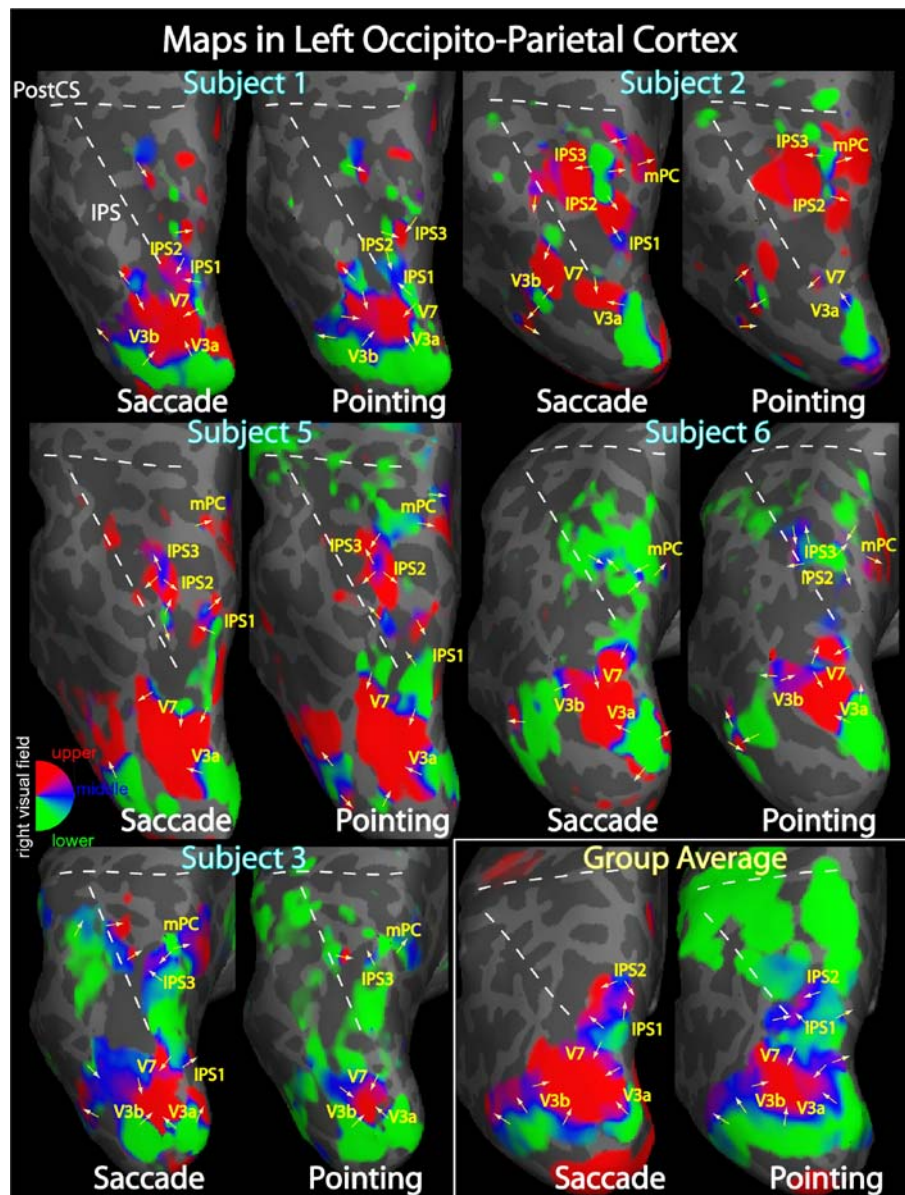 Maps in Left Occipito-Parietal Cortex
Subject 1
Subject 2
PostCS
IPS
IPS2
IPS1
V7
V3b
V3a
Saccade
IPS3
IPS2
IPS1
V7
V3b
V3a
Pointing
IPS3
mPC
IPS2
IPS1
V3b
V7
V3a
Saccade
mPC
IPS2
V7
V3a
Pointing
Subject 5
Subject 6
mPC
IPS3
IPS2
IPS1
V7
V3a
Saccade
IPS3
mPC
IPS2
IPS1
V7
V3a
Pointing
mPC
V7
V3b
V3a
Saccade
IPS3
mPC
IPS2
V7
V3b
V3a
Pointing
right visual field
upper
middle
lower
Subject 3
Group Average
mPC
IPS3
V7
IPS1
V3b
V3a
Saccade
mPC
IPS3
V7
V3b
V3a
Pointing
IPS2
IPS1
V7
V3b
V3a
Saccade
IPS2
IPS1
V7
V3b
V3a
Pointing